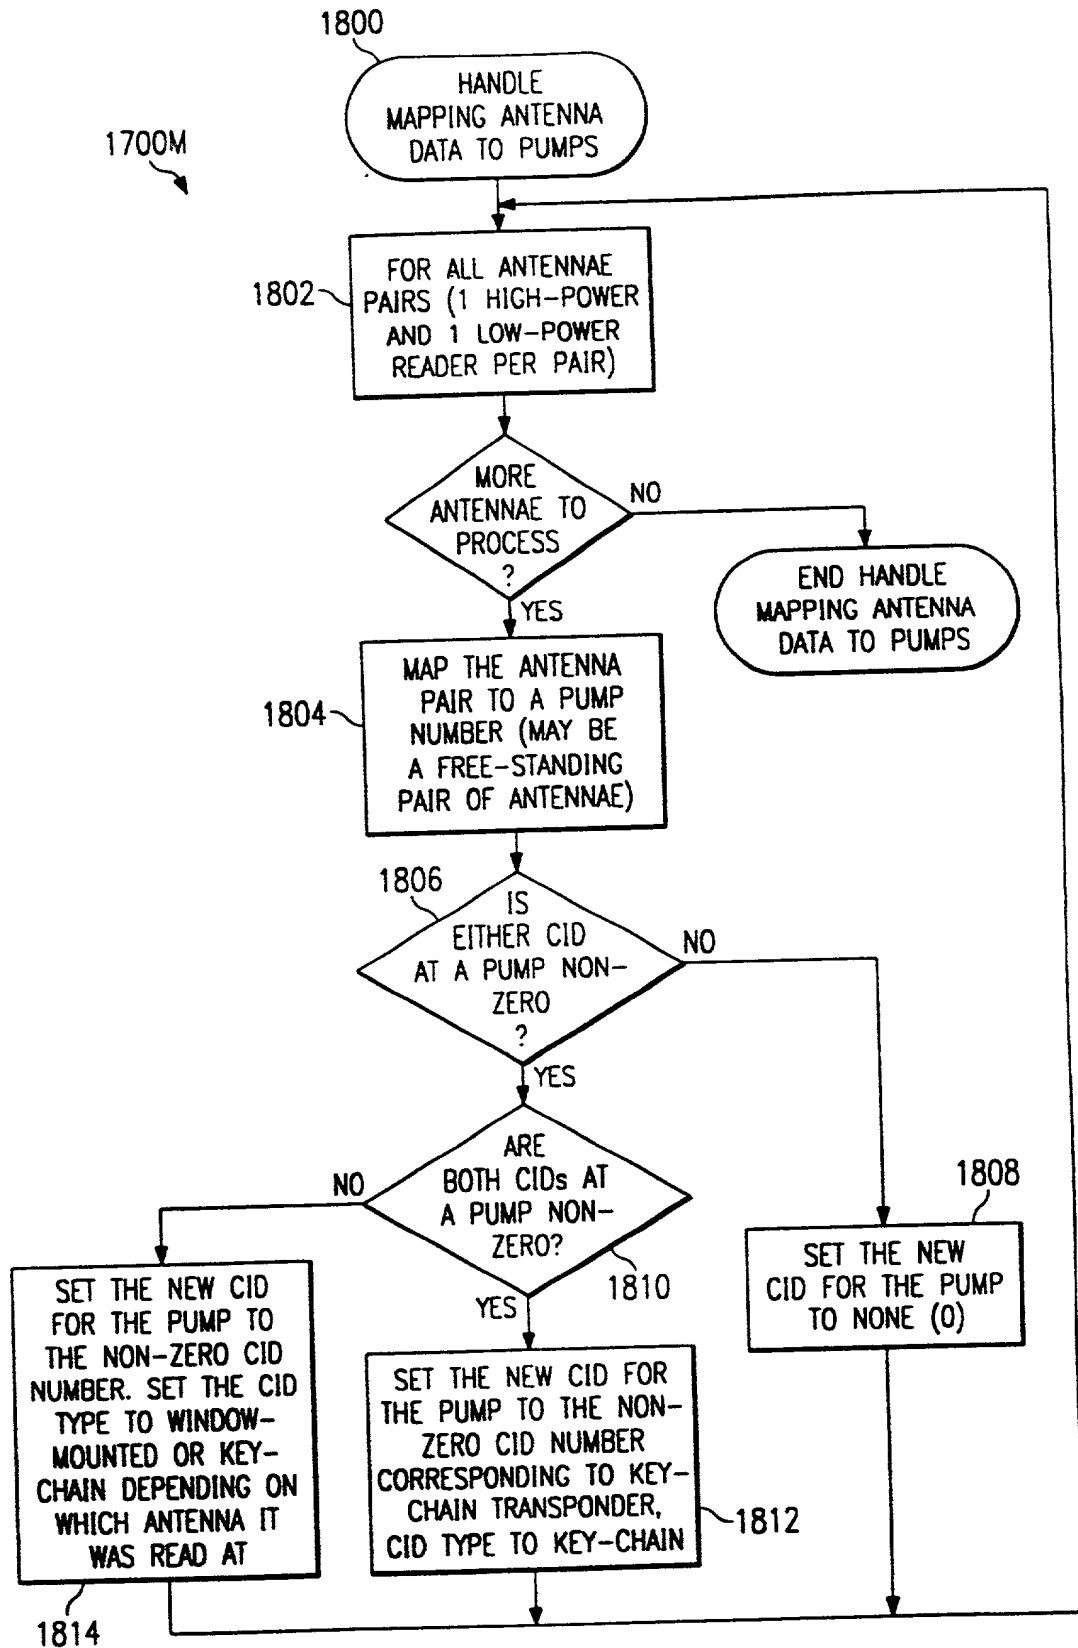 1800
HANDLE
MAPPING ANTENNA
DATA TO PUMPS
1700M
1802
FOR ALL ANTENNAE
PAIRS (1 HIGH-POWER
AND 1 LOW-POWER
READER PER PAIR)
MORE
ANTENNAE TO
PROCESS
?
NO
YES
END HANDLE
MAPPING ANTENNA
DATA TO PUMPS
1804
MAP THE ANTENNA
PAIR TO A PUMP
NUMBER (MAY BE
A FREE-STANDING
PAIR OF ANTENNAE)
1806
IS
EITHER CID
AT A PUMP NON-
ZERO
?
NO
YES
ARE
BOTH CIDs AT
A PUMP NON-
ZERO?
NO
YES
1810
1808
SET THE NEW
CID FOR THE PUMP
TO NONE (0)
SET THE NEW CID
FOR THE PUMP TO
THE NON-ZERO CID
NUMBER. SET THE CID
TYPE TO WINDOW-
MOUNTED OR KEY-
CHAIN DEPENDING ON
WHICH ANTENNA IT
WAS READ AT
1814
SET THE NEW CID FOR
THE PUMP TO THE NON-
ZERO CID NUMBER
CORRESPONDING TO KEY-
CHAIN TRANSPONDER,
CID TYPE TO KEY-CHAIN
1812